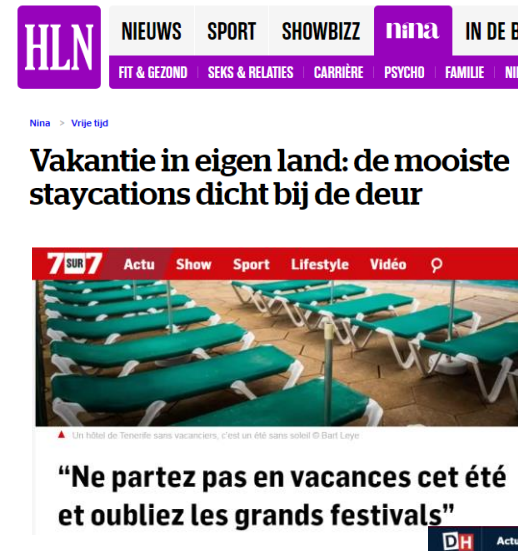 HLN NIEUWS SPORT SHOWBIZZ nina IN DE B
FIT & GEZOND SEKS & RELATIES CARRIÈRE PSYCHO FAMILIE
Nina > Vrije tijd
Vakantie in eigen land: de mooiste
staycations dicht bij de deur
7 SUR 7 Actu Show Sport Lifestyle Vidéo
Un hôtel de Tenerife sans vacanciers, c'est un été sans soleil © Bart Leye
“Ne partez pas en vacances cet été
et oubliez les grands festivals”
DH Actu